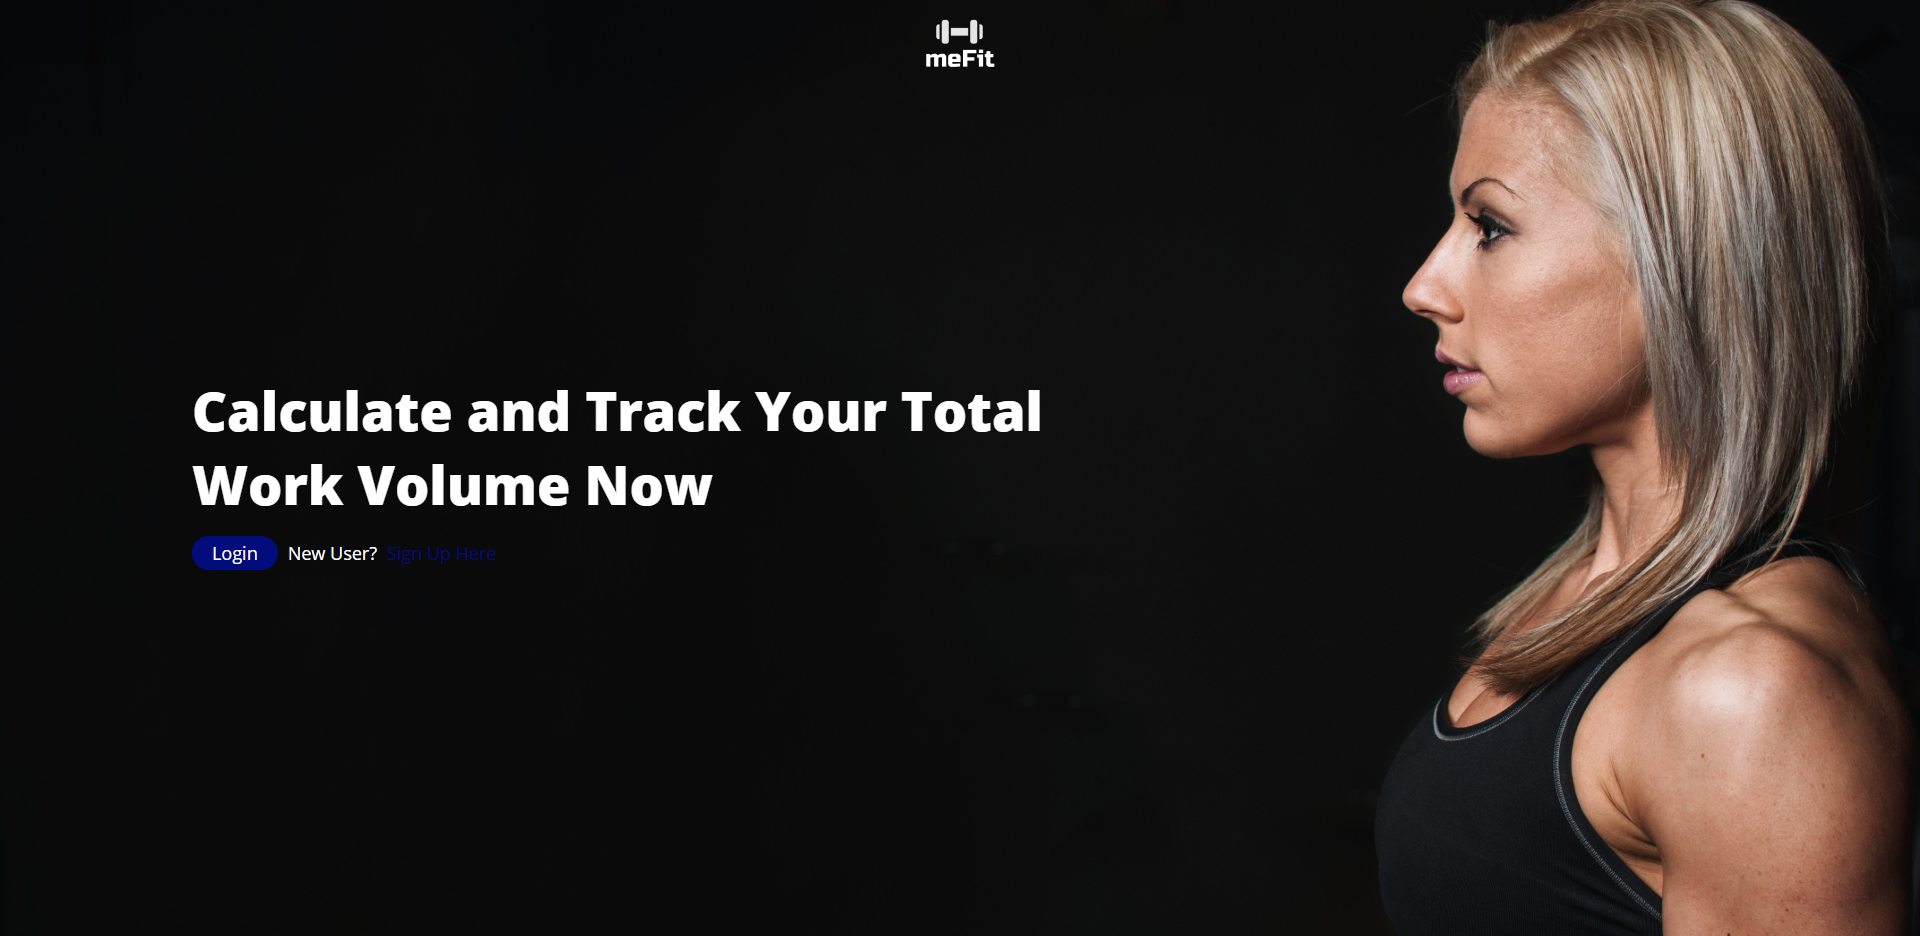 meFit
Calculate and Track Your Total
Work Volume Now
Login New User? Sign Up Here